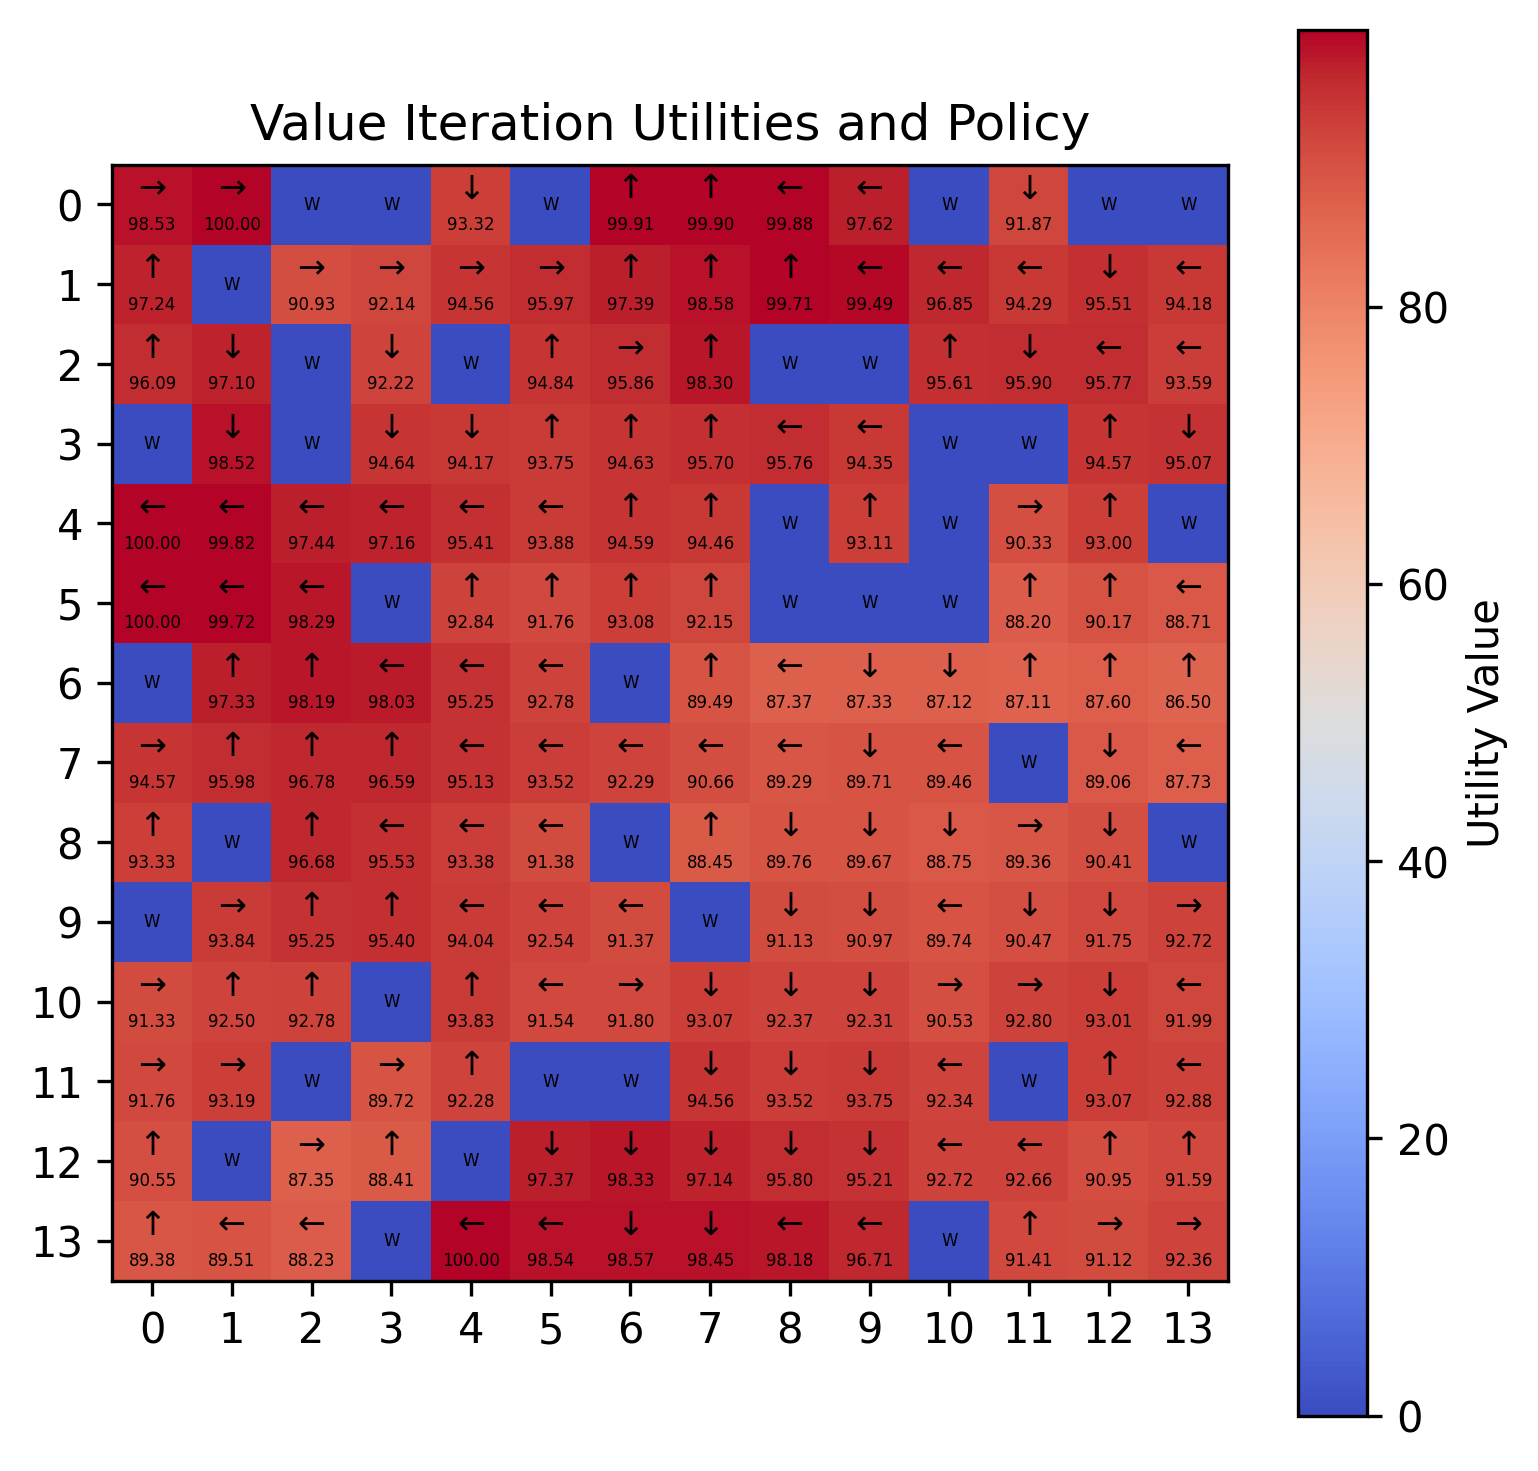 Value Iteration Utilities and Policy
0 → → W W ↓ W ↑ ↑ ← ← W ↓ W W
98.53 100.00 93.32 99.91 99.90 99.88 97.62 91.87
1 ↑ W → → → → ↑ ↑ ↑ ← ← ← ↓ ←
97.24 90.93 92.14 94.56 95.97 97.39 98.58 99.71 99.49 96.85 94.29 95.51 94.18
2 ↑ ↓ W ↓ W ↑ → ↑ W W ↑ ↓ ← ←
96.09 97.10 92.22 94.84 95.86 98.30 95.61 95.90 95.77 93.59
3 W ↓ W ↓ ↓ ↑ ↑ ↑ ← ← W W ↑ ↓
98.52 94.64 94.17 93.75 94.63 95.70 95.76 94.35 94.57 95.07
4 ← ← ← ← ← ← ↑ ↑ W ↑ W → ↑ W
100.00 99.82 97.44 97.16 95.41 93.88 94.59 94.46 93.11 90.33 93.00
5 ← ← ← W ↑ ↑ ↑ ↑ W W W ↑ ↑ ←
100.00 99.72 98.29 92.84 91.76 93.08 92.15 88.20 90.17 88.71
6 W ↑ ↑ ← ← ← W ↑ ← ↓ ↓ ↑ ↑ ↑
97.33 98.19 98.03 95.25 92.78 89.49 87.37 87.33 87.12 87.11 87.60 86.50
7 → ↑ ↑ ↑ ← ← ← ← ← ↓ ← W ↓ ←
94.57 95.98 96.78 96.59 95.13 93.52 92.29 90.66 89.29 89.71 89.46 89.06 87.73
8 ↑ W ↑ ← ← ← W ↑ ↓ ↓ ↓ → ↓ W
93.33 96.68 95.53 93.38 91.38 88.45 89.76 89.67 88.75 89.36 90.41
9 W → ↑ ↑ ← ← ← W ↓ ↓ ← ↓ ↓ →
93.84 95.25 95.40 94.04 92.54 91.37 91.13 90.97 89.74 90.47 91.75 92.72
10 → ↑ ↑ W ↑ ← → ↓ ↓ ↓ → → ↓ ←
91.33 92.50 92.78 93.83 91.54 91.80 93.07 92.37 92.31 90.53 92.80 93.01 91.99
11 → → W → ↑ W W ↓ ↓ ↓ ← W ↑ ←
91.76 93.19 89.72 92.28 94.56 93.52 93.75 92.34 93.07 92.88
12 ↑ W → ↑ W ↓ ↓ ↓ ↓ ↓ ← ← ↑ ↑
90.55 87.35 88.41 97.37 98.33 97.14 95.80 95.21 92.72 92.66 90.95 91.59
13 ↑ ← ← W ← ← ↓ ↓ ← ← W ↑ → →
89.38 89.51 88.23 100.00 98.54 98.57 98.45 98.18 96.71 91.41 91.12 92.36
0 1 2 3 4 5 6 7 8 9 10 11 12 13
80
60
40
20
0
Utility Value